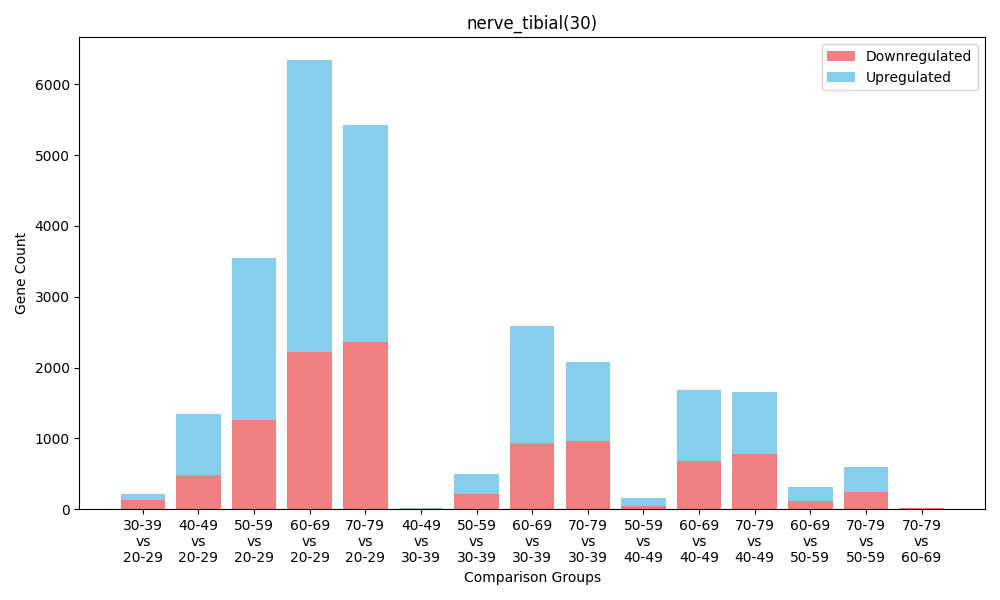 nerve_tibial(30)
Downregulated
Upregulated
Gene Count
6000
5000
4000
3000
2000
1000
0
30-39 40-49 50-59 60-69 70-79 40-49 50-59 60-69 70-79 50-59 60-69 70-79 60-69 70-79 70-79
vs vs vs vs vs vs vs vs vs vs vs vs vs vs vs
20-29 20-29 20-29 20-29 20-29 30-39 30-39 30-39 30-39 40-49 40-49 40-49 50-59 50-59 60-69
Comparison Groups